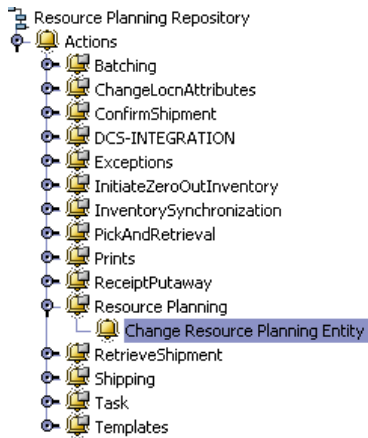 Resource Planning Repository
Actions
Batching
ChangeLocnAttributes
ConfirmShipment
DCS-INTEGRATION
Exceptions
InitiateZeroOutInventory
InventorySynchronization
PickAndRetrieval
Prints
ReceiptPutaway
Resource Planning
Change Resource Planning Entity
RetrieveShipment
Shipping
Task
Templates